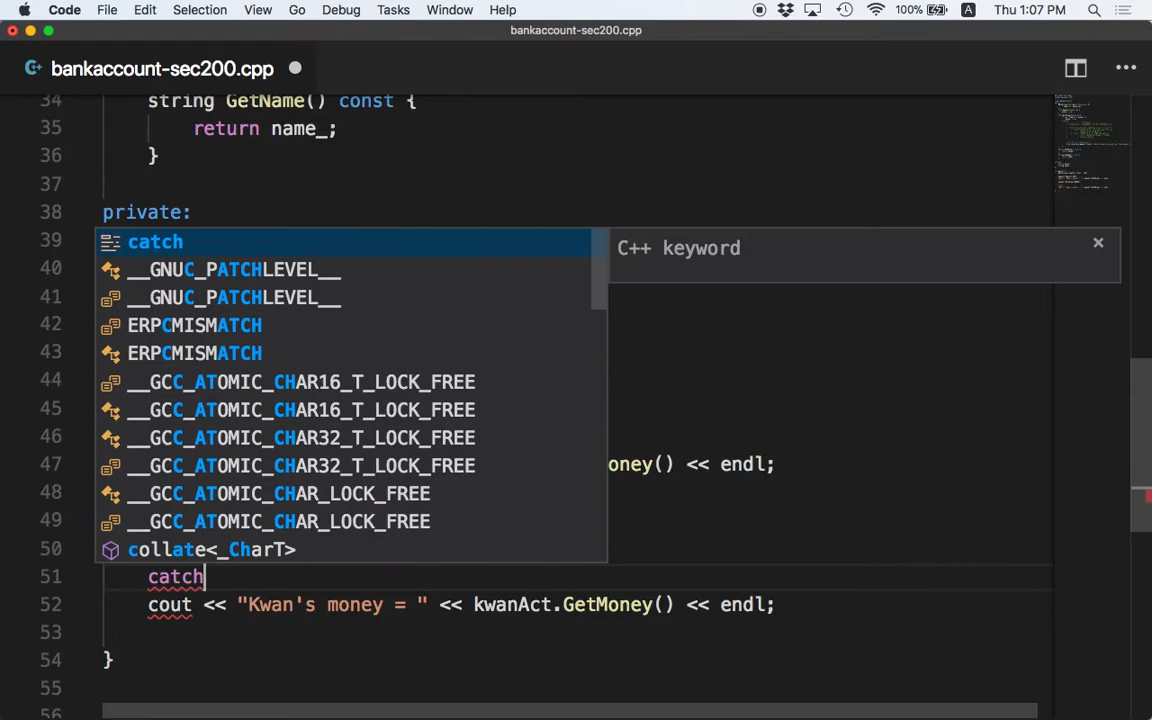 Code File Edit Selection View Go Debug Tasks Window Help 100% A Thu 1:07 PM
bankaccount-sec200.cpp
bankaccount-sec200.cpp
34 string GetName() const {
35 return name_;
36 }
37
38 private:
39 catch
C++ keyword
40 __GNUC_PATCHLEVEL__
41 __GNUC_PATCHLEVEL__
42 ERPCMISMATCH
43 ERPCMISMATCH
44 __GCC_ATOMIC_CHAR16_T_LOCK_FREE
45 __GCC_ATOMIC_CHAR16_T_LOCK_FREE
46 __GCC_ATOMIC_CHAR32_T_LOCK_FREE
47 __GCC_ATOMIC_CHAR32_T_LOCK_FREE oney() << endl;
48 __GCC_ATOMIC_CHAR_LOCK_FREE
49 __GCC_ATOMIC_CHAR_LOCK_FREE
50 collate<_CharT>
51 catch
52 cout << "Kwan's money = " << kwanAct.GetMoney() << endl;
53
54 }
55
56